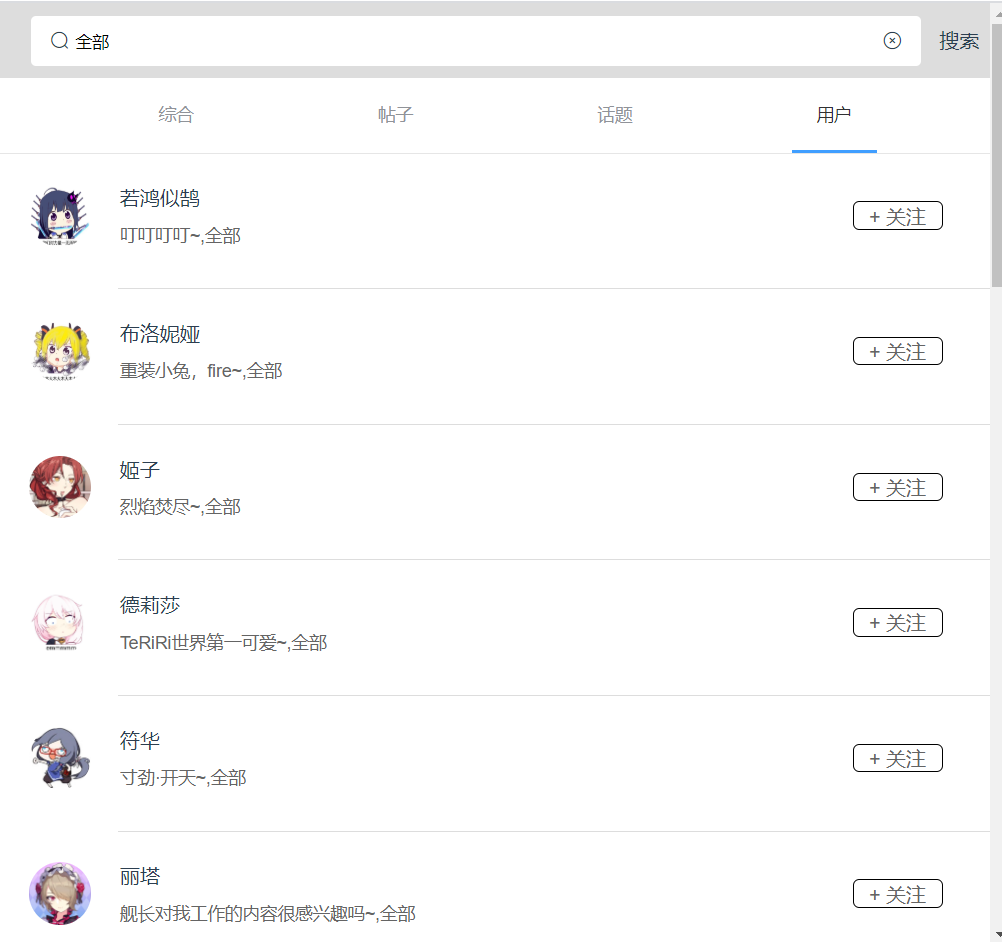 全部
搜索
综合
帖子
话题
用户
若鸿似鹄
叮叮叮叮~,全部
+ 关注
布洛妮娅
重装小兔，fire~,全部
+ 关注
姬子
烈焰焚尽~,全部
+ 关注
德莉莎
TeRiRi世界第一可爱~,全部
+ 关注
符华
寸劲·开天~,全部
+ 关注
丽塔
舰长对我工作的内容很感兴趣吗~,全部
+ 关注